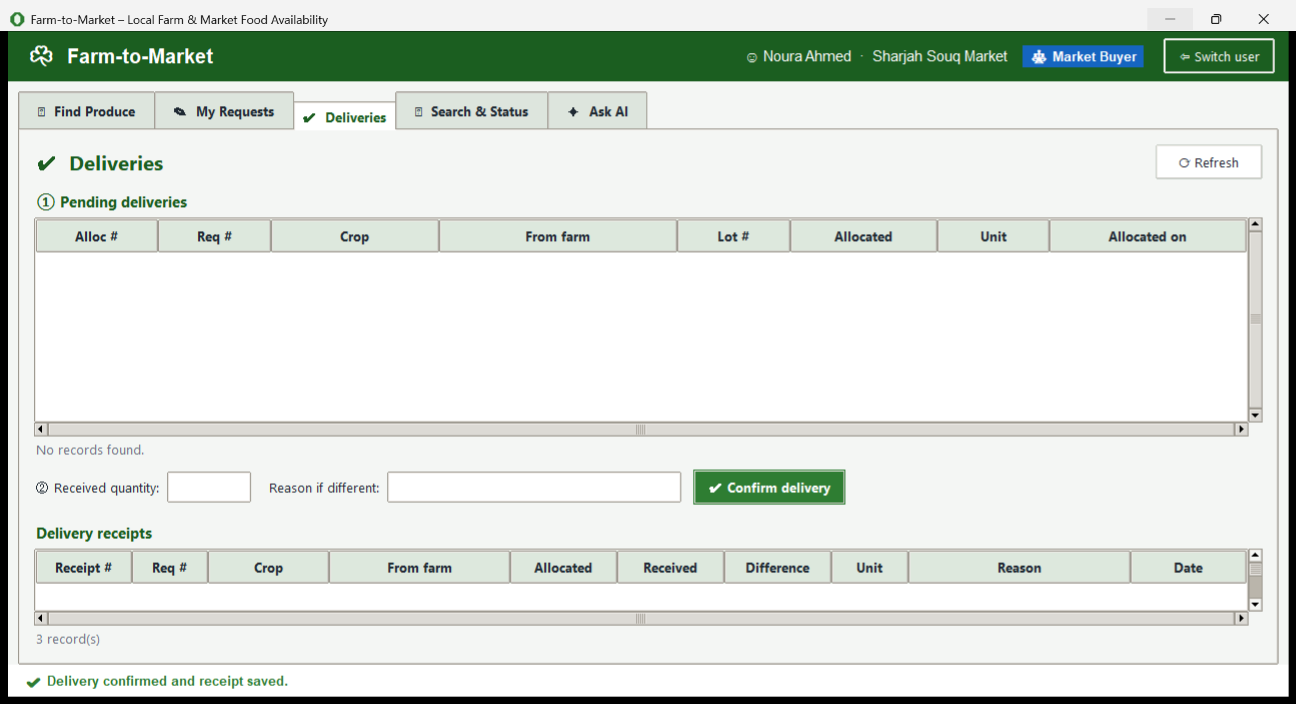 Farm-to-Market – Local Farm & Market Food Availability
Farm-to-Market
Noura Ahmed · Sharjah Souq Market
Market Buyer
Switch user
Find Produce
My Requests
Deliveries
Search & Status
Ask AI
Deliveries
Refresh
① Pending deliveries
Alloc # Req # Crop From farm Lot # Allocated Unit Allocated on
No records found.
② Received quantity: Reason if different: ✔ Confirm delivery
Delivery receipts
Receipt # Req # Crop From farm Allocated Received Difference Unit Reason Date
3 record(s)
✔ Delivery confirmed and receipt saved.